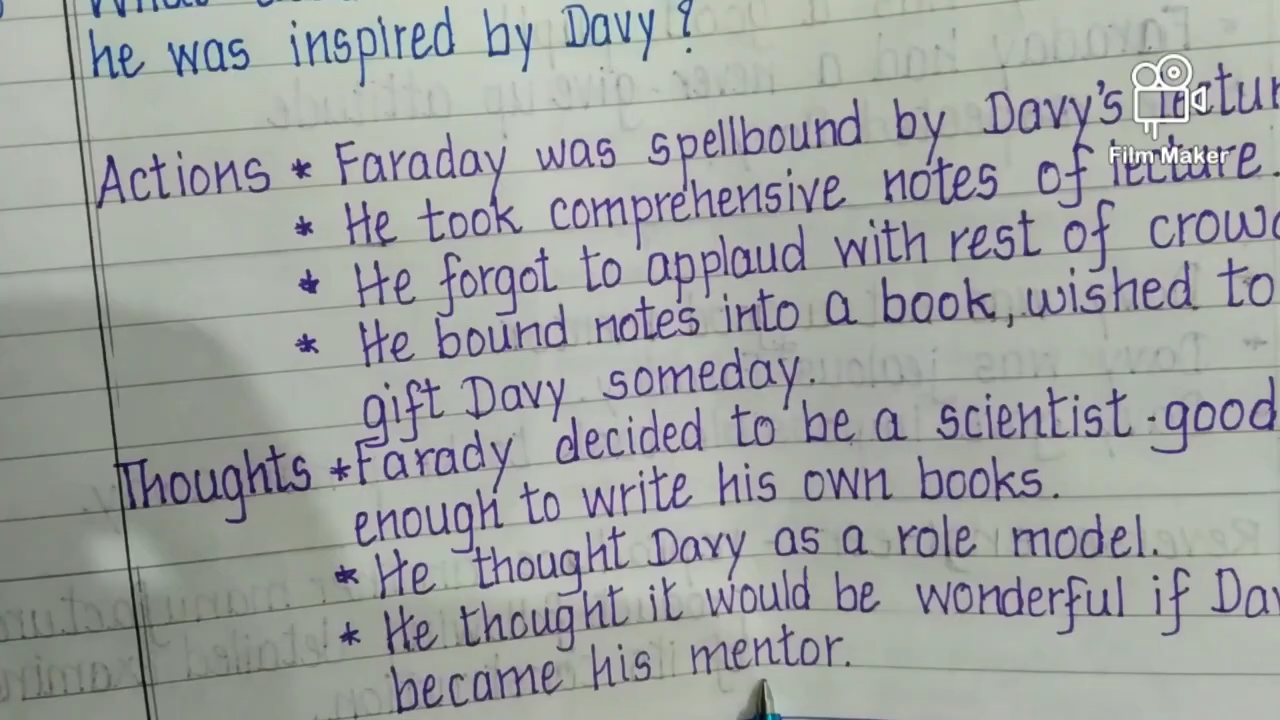 he was inspired by Davy?
Actions * Faraday was spellbound by Davy's
* He took comprehensive notes of lecture.
* He forgot to applaud with rest of
* He bound notes into a book, wished to
gift Davy someday.
Thoughts * Farady decided to be a scientist good
enough to write his own books.
* He thought Davy as a role model.
* He thought it would be wonderful if
became his mentor.
Film Maker